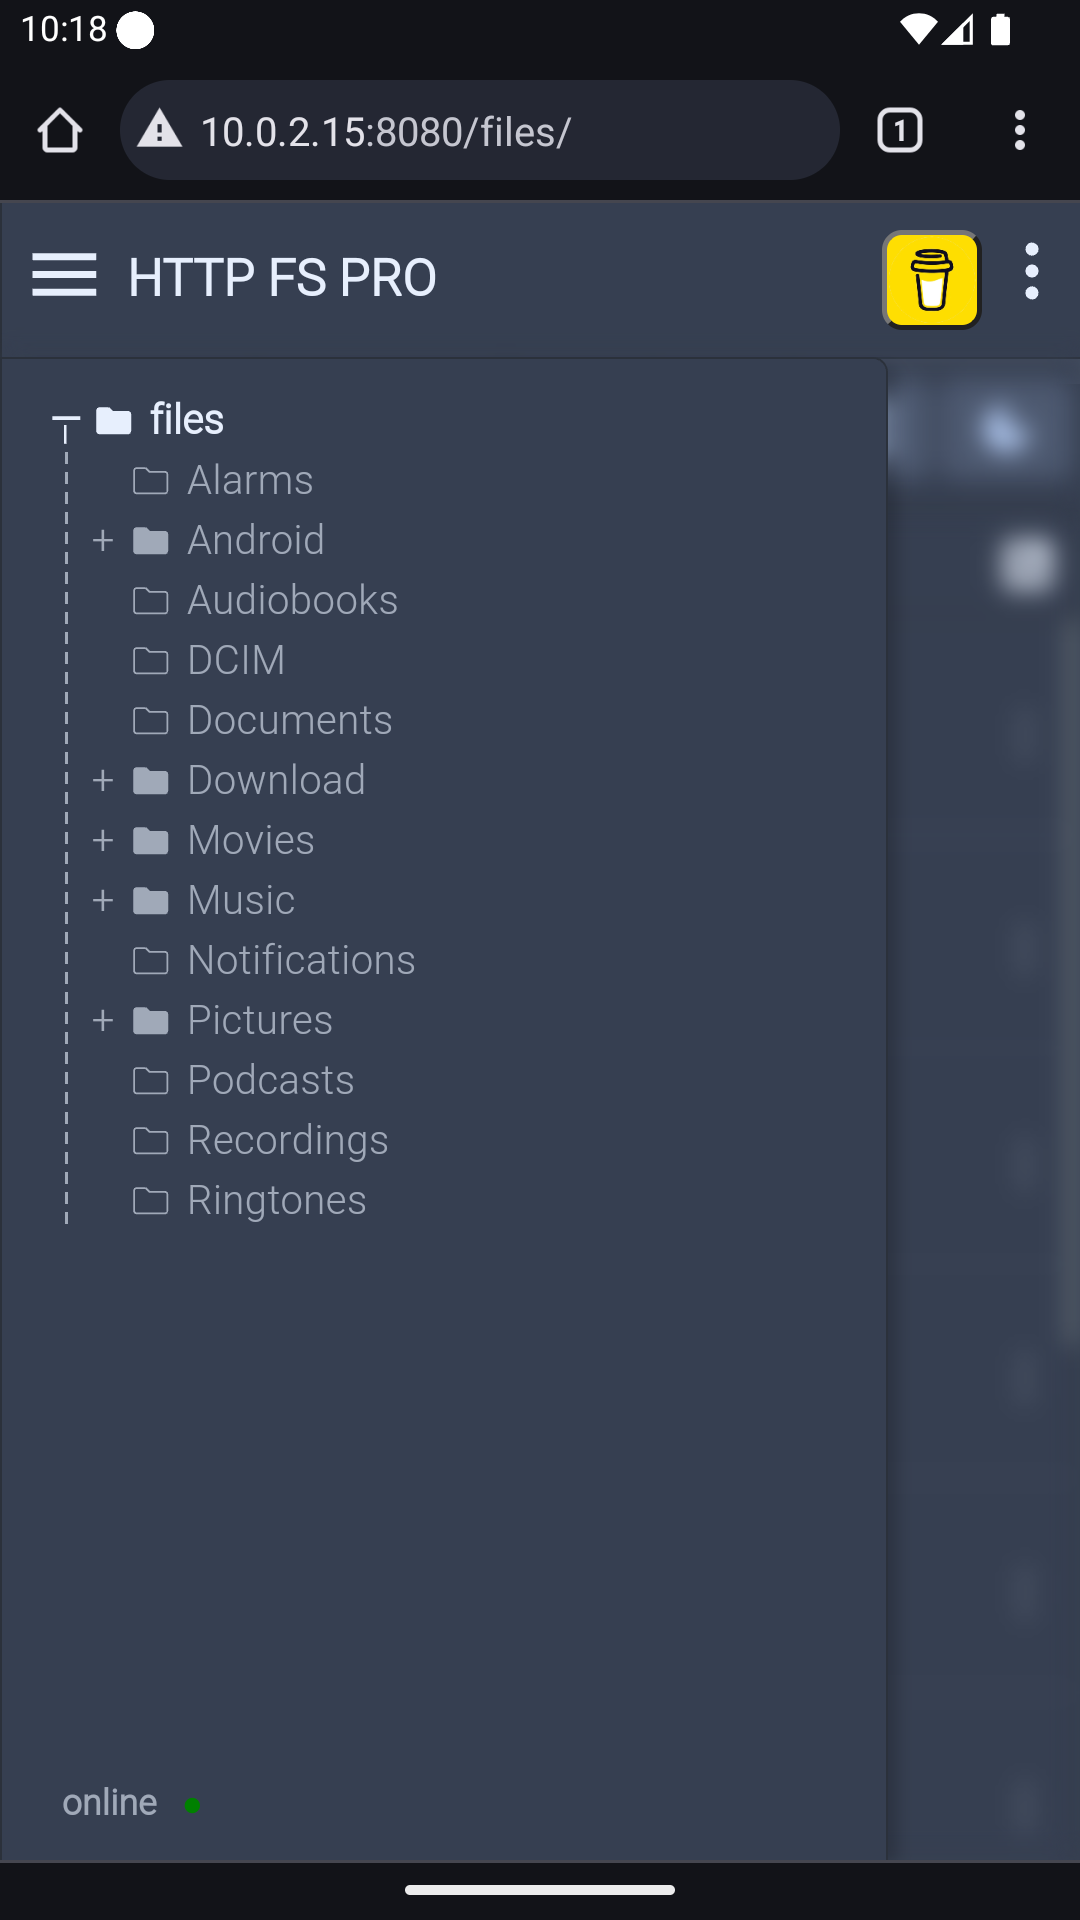 10:18
10.0.2.15:8080/files/
1
HTTP FS PRO
files
Alarms
+ Android
Audiobooks
DCIM
Documents
+ Download
+ Movies
+ Music
Notifications
+ Pictures
Podcasts
Recordings
Ringtones
online